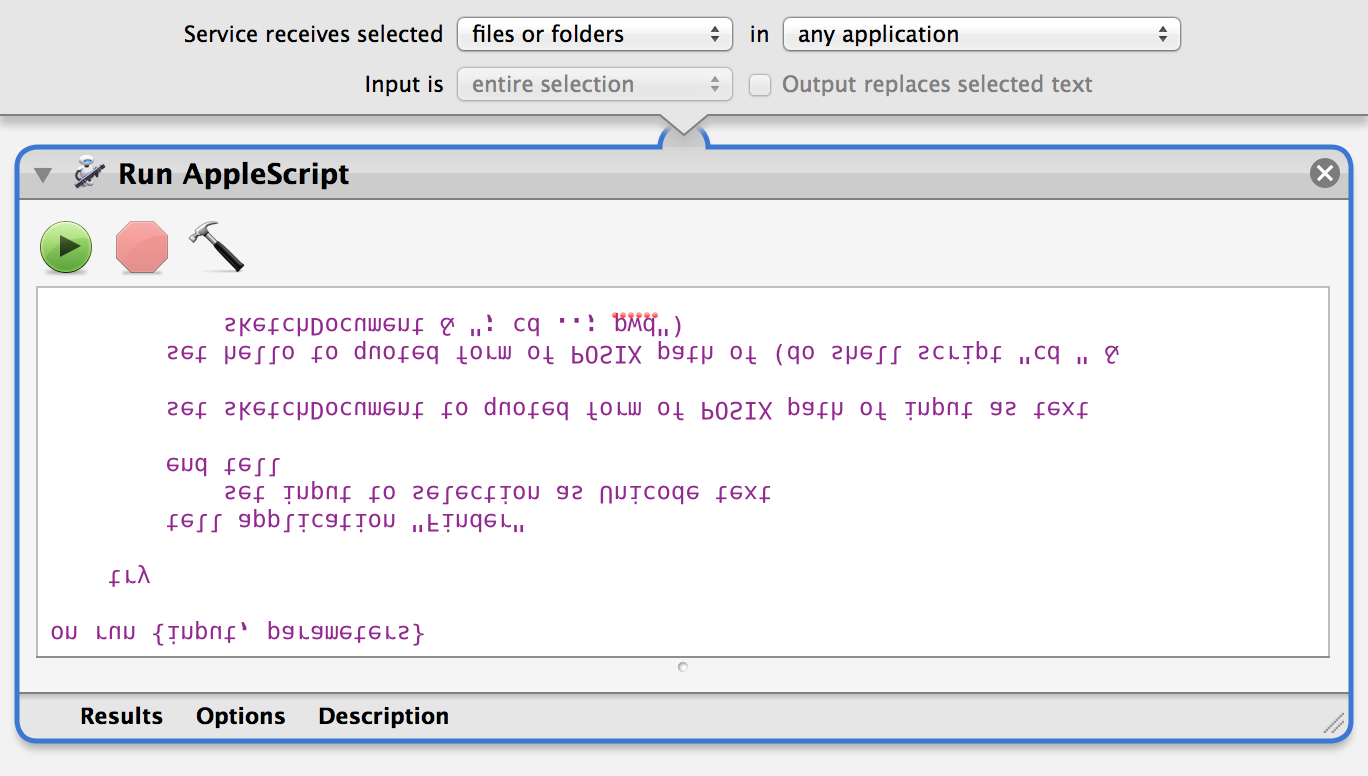 Service receives selected files or folders in any application
Input is entire selection Output replaces selected text
Run AppleScript
on run {input, parameters}
try
tell application "Finder"
set input to selection as Unicode text
end tell
set sketchDocument to quoted form of POSIX path of input as text
set hello to quoted form of POSIX path of (do shell script "cd " &
sketchDocument & "; cd ..; pwd")
Results Options Description